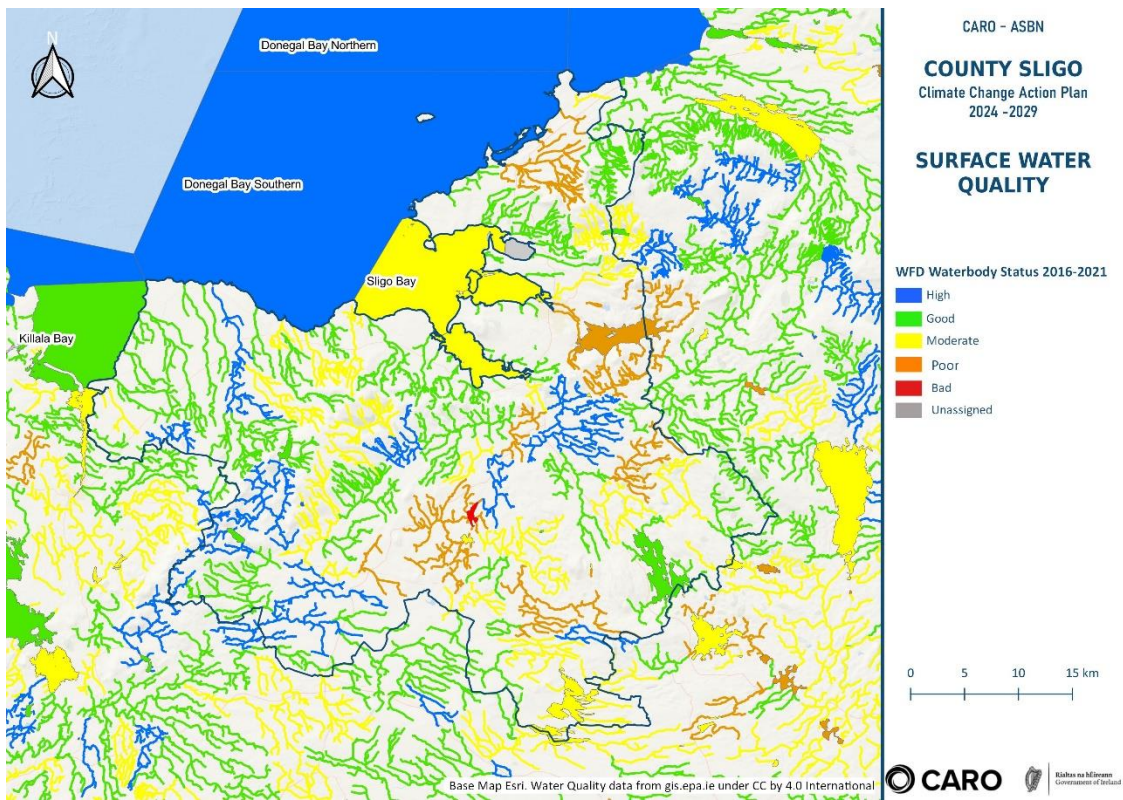 N
Donegal Bay Northern
Donegal Bay Southern
Sligo Bay
Killala Bay
Base Map Esri. Water Quality data from gis.epa.ie under CC by 4.0 International
CARO - ASBN
COUNTY SLIGO
Climate Change Action Plan
2024 -2029
SURFACE WATER
QUALITY
WFD Waterbody Status 2016-2021
High
Good
Moderate
Poor
Bad
Unassigned
0 5 10 15 km
CARO
Rialtas na hÉireann
Government of Ireland